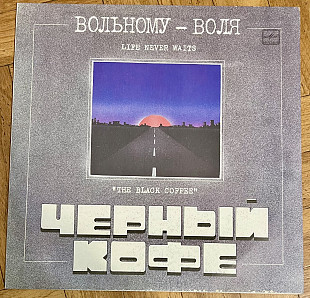 ВОЛЬНОМУ – ВОЛЯ
LIFE NEVER WAITS
"THE BLACK COFFEE"
ЧЕРНЫЙ
КОФЕ